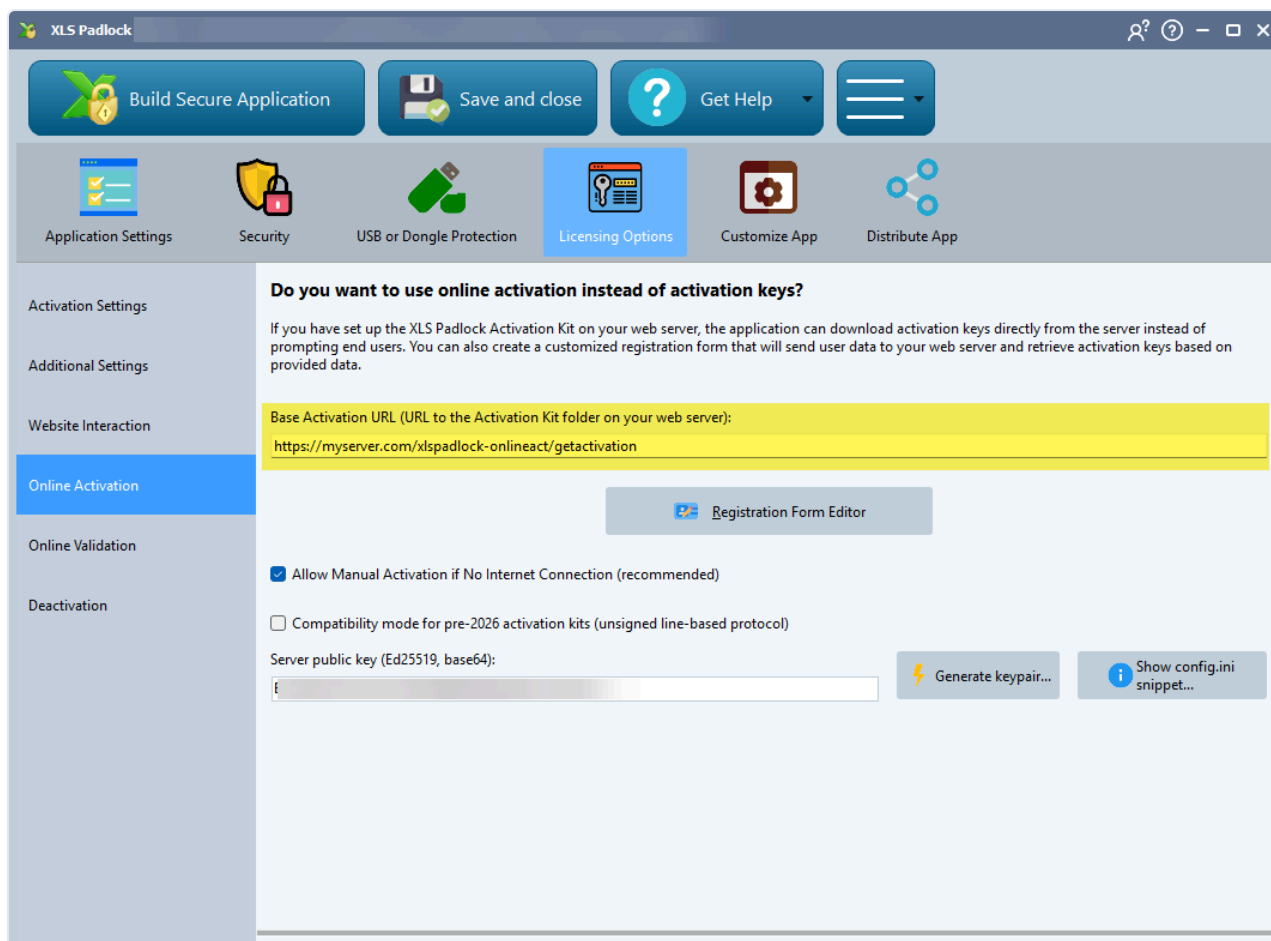 XLS Padlock
Build Secure Application
Save and close
Get Help
Application Settings
Security
USB or Dongle Protection
Licensing Options
Customize App
Distribute App
Activation Settings
Additional Settings
Website Interaction
Online Activation
Online Validation
Deactivation
Do you want to use online activation instead of activation keys?
If you have set up the XLS Padlock Activation Kit on your web server, the application can download activation keys directly from the server instead of
prompting end users. You can also create a customized registration form that will send user data to your web server and retrieve activation keys based on
provided data.
Base Activation URL (URL to the Activation Kit folder on your web server):
https://myserver.com/xlspadlock-onlineact/getactivation
Registration Form Editor
Allow Manual Activation if No Internet Connection (recommended)
Compatibility mode for pre-2026 activation kits (unsigned line-based protocol)
Server public key (Ed25519, base64):
Generate keypair...
Show config.ini
snippet...